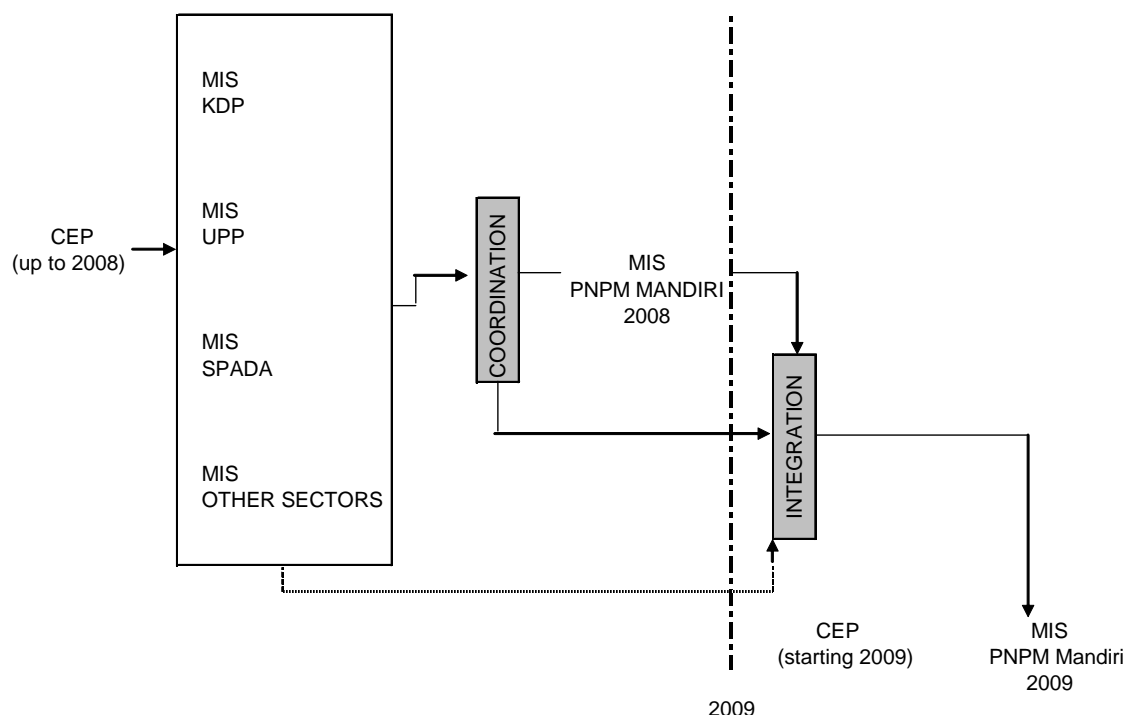 MIS
KDP
MIS
UPP
CEP
(up to 2008)
MIS
SPADA
MIS
OTHER SECTORS
COORDINATION
MIS
PNPM MANDIRI
2008
INTEGRATION
CEP
(starting 2009)
MIS
PNPM Mandiri
2009
2009